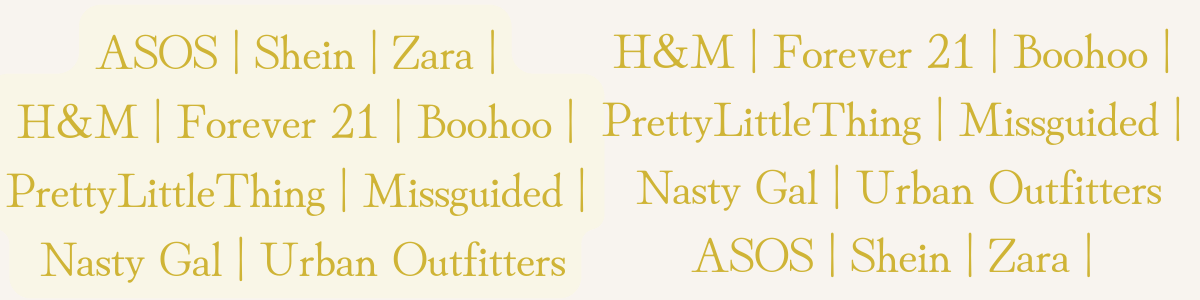 ASOS | Shein | Zara |
H&M | Forever 21 | Boohoo |
PrettyLittleThing | Missguided |
Nasty Gal | Urban Outfitters
H&M | Forever 21 | Boohoo |
PrettyLittleThing | Missguided |
Nasty Gal | Urban Outfitters
ASOS | Shein | Zara |